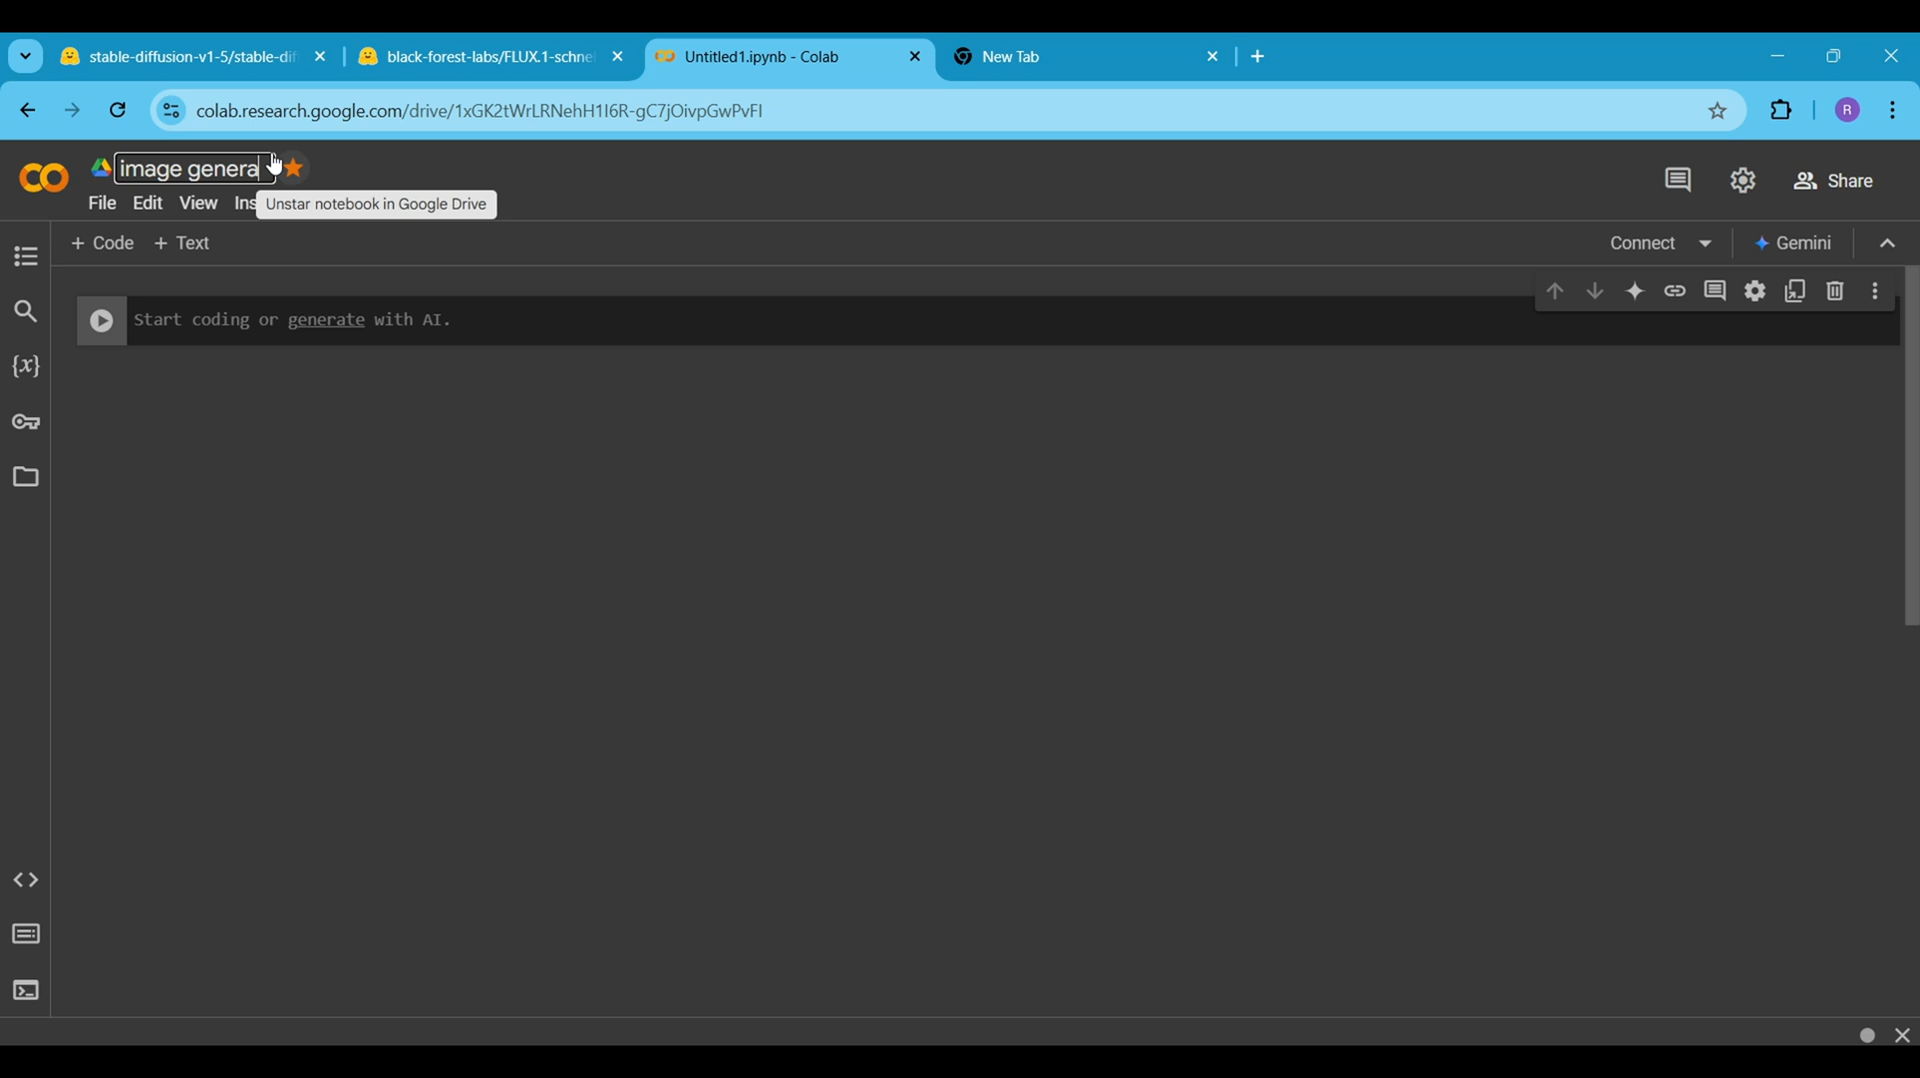 stable-diffusion-v1-5/stable-dif
black-forest-labs/FLUX.1-schnel
Untitled1.ipynb - Colab
New Tab
colab.research.google.com/drive/1xGK2tWrLRNehH1I6R-gC7jOivpGwPvFI
R
image genera
Share
File Edit View Ins
Unstar notebook in Google Drive
+ Code + Text
Connect
Gemini
{x}
Start coding or generate with AI.